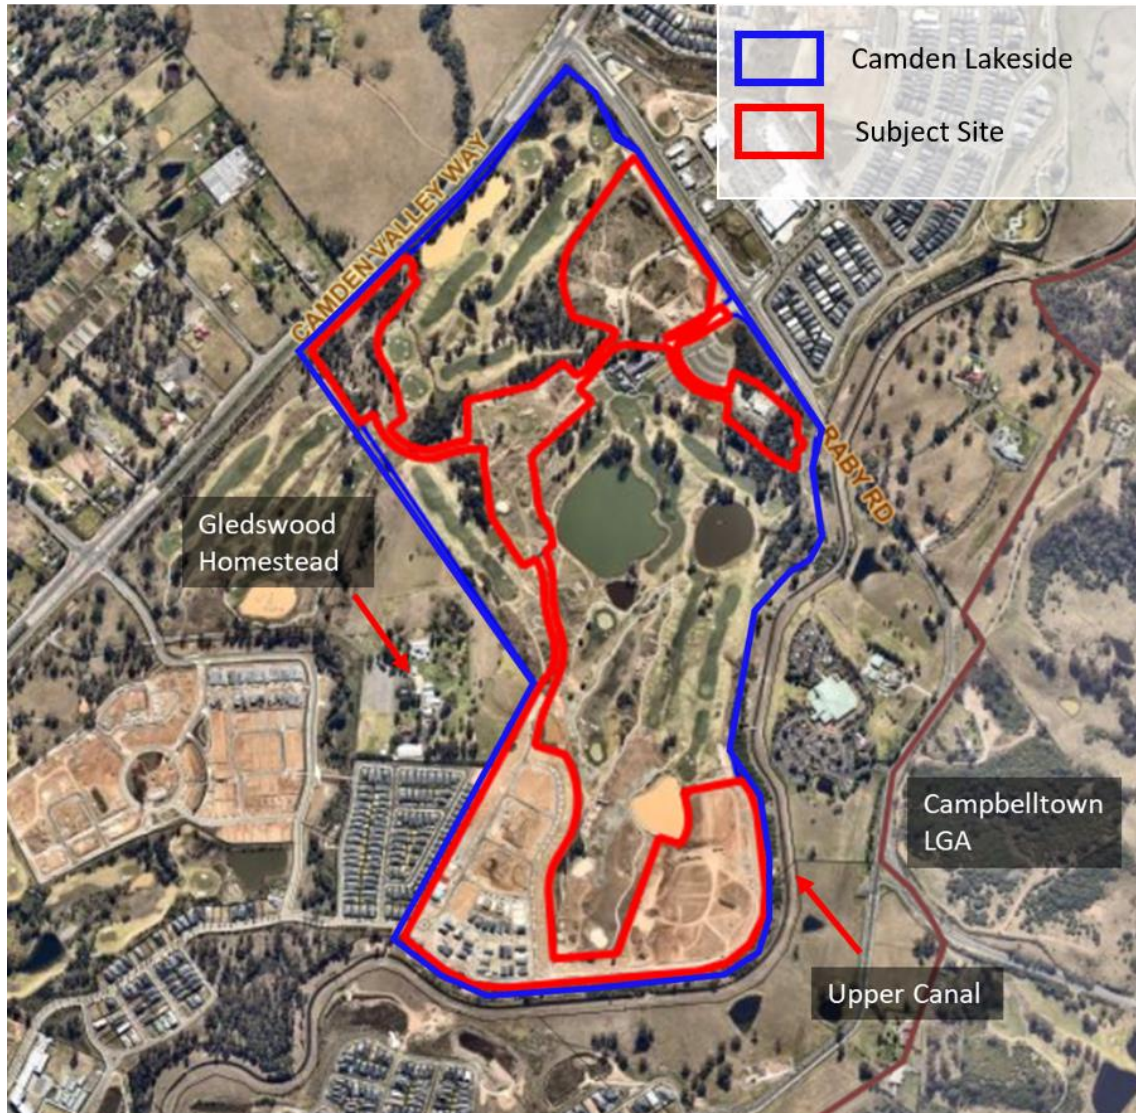 Camden Lakeside
Subject Site
CAMDEN VALLEY WAY
RABY RD
Gledswood
Homestead
Campbelltown
LGA
Upper Canal